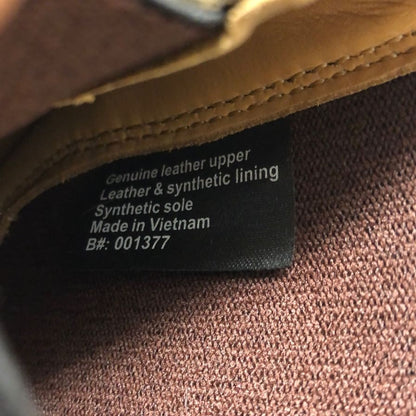 Genuine leather upper
Leather & synthetic lining
Synthetic sole
Made in Vietnam
B#: 001377